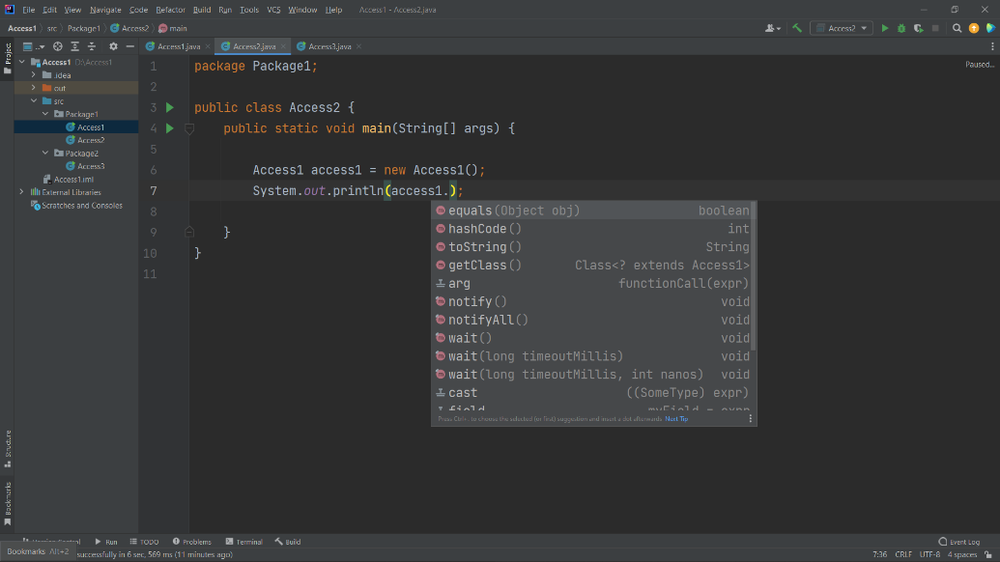 File Edit View Navigate Code Refactor Build Run Tools VCS Window Help Access1 - Access2.java
Access1 src Package1 Access2 main Access2
Project Access1.java Access2.java Access3.java
Access1 D:\Access1
.idea
out
src
Package1
Access1
Access2
Package2
Access3
Access1.iml
External Libraries
Scratches and Consoles
Paused...
1 package Package1;
2
3 public class Access2 {
4 public static void main(String[] args) {
5
6 Access1 access1 = new Access1();
7 System.out.println(access1.);
8
9 }
10 }
11
equals(Object obj) boolean
hashCode() int
toString() String
getClass() Class<? extends Access1>
arg functionCall(expr)
notify() void
notifyAll() void
wait() void
wait(long timeoutMillis) void
wait(long timeoutMillis, int nanos) void
cast ((SomeType) expr)
field myField = expr
Press Ctrl+. to choose the selected (or first) suggestion and insert a dot afterwards Next Tip
Structure
Bookmarks
Version Control Run TODO Problems Terminal Build Event Log
Bookmarks Alt+2 successfully in 6 sec, 569 ms (11 minutes ago) 7:36 CRLF UTF-8 4 spaces